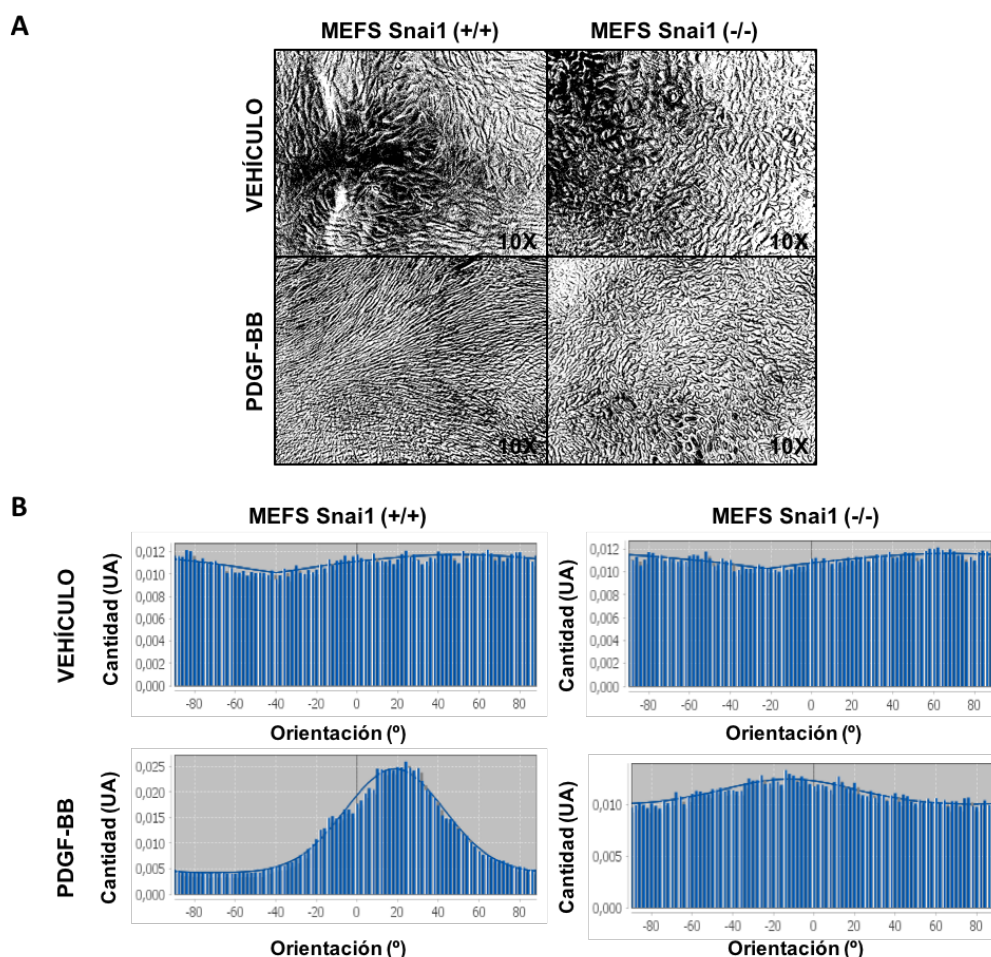 A
MEFS Snai1 (+/+) MEFS Snai1 (-/-)
VEHÍCULO
10X 10X
PDGF-BB
10X 10X
B
MEFS Snai1 (+/+) MEFS Snai1 (-/-)
VEHÍCULO
Cantidad (UA)
0,012
0,010
0,008
0,006
0,004
0,002
0,000
-80 -60 -40 -20 0 20 40 60 80
Orientación (º)
Cantidad (UA)
0,012
0,010
0,008
0,006
0,004
0,002
0,000
-80 -60 -40 -20 0 20 40 60 80
Orientación (º)
PDGF-BB
Cantidad (UA)
0,025
0,020
0,015
0,010
0,005
0,000
-80 -60 -40 -20 0 20 40 60 80
Orientación (º)
Cantidad (UA)
0,010
0,005
0,000
-80 -60 -40 -20 0 20 40 60 80
Orientación (º)